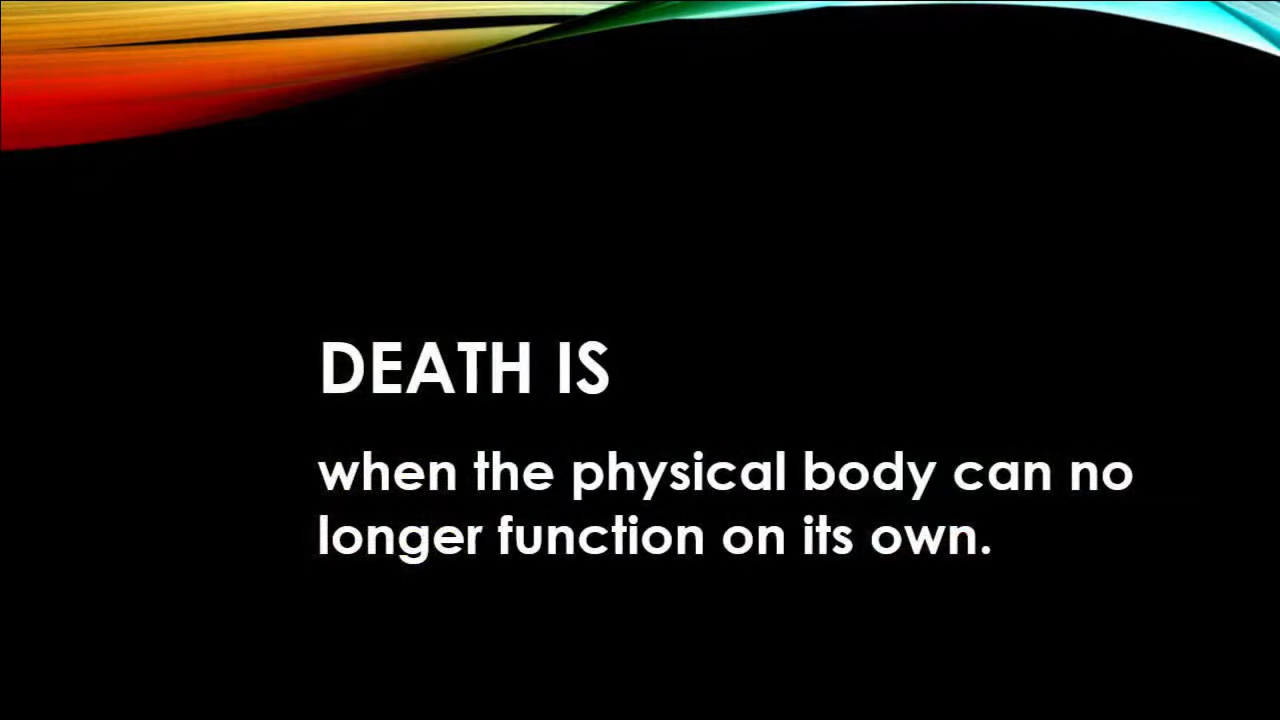 DEATH IS
when the physical body can no
longer function on its own.